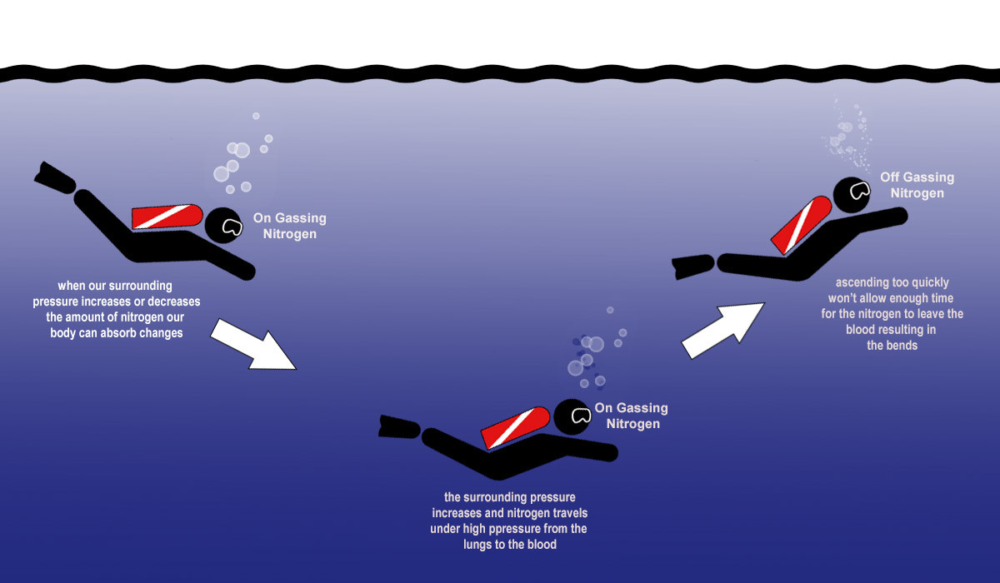 On Gassing
Nitrogen
when our surrounding
pressure increases or decreases
the amount of nitrogen our
body can absorb changes
On Gassing
Nitrogen
the surrounding pressure
increases and nitrogen travels
under high ppressure from the
lungs to the blood
Off Gassing
Nitrogen
ascending too quickly
won't allow enough time
for the nitrogen to leave the
blood resulting in
the bends